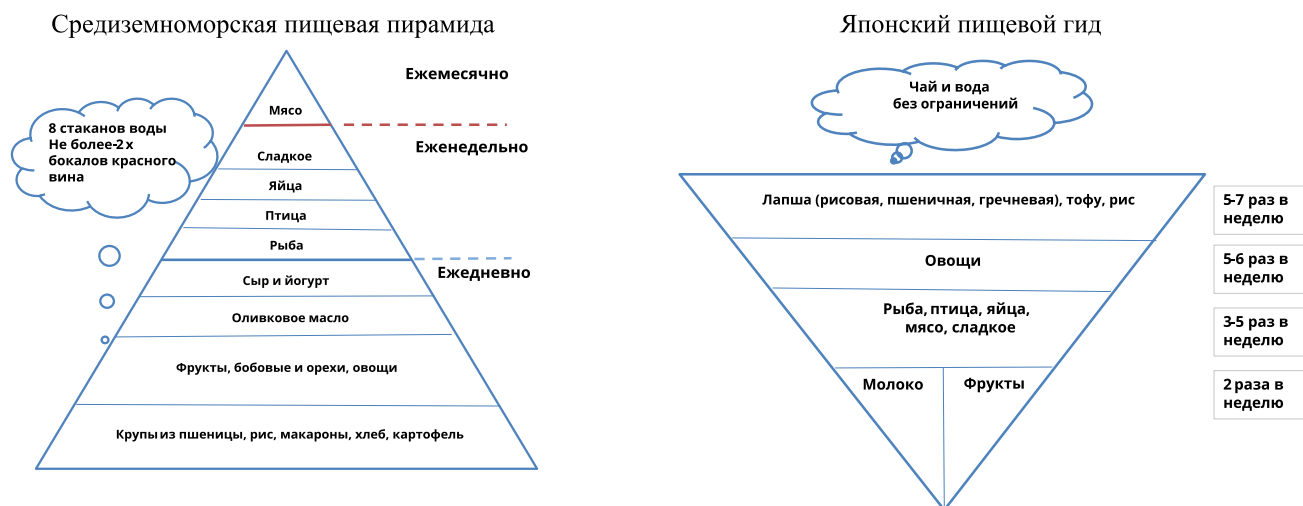 Средиземноморская пищевая пирамида
Ежемесячно
Мясо
Еженедельно
8 стаканов воды
Не более-2х
бокалов красного
вина
Сладкое
Яйца
Птица
Рыба
Ежедневно
Сыр и йогурт
Оливковое масло
Фрукты, бобовые и орехи, овощи
Крупы из пшеницы, рис, макароны, хлеб, картофель
Японский пищевой гид
Чай и вода
без ограничений
Лапша (рисовая, пшеничная, гречневая), тофу, рис
5-7 раз в
неделю
Овощи
5-6 раз в
неделю
Рыба, птица, яйца,
мясо, сладкое
3-5 раз в
неделю
Молоко
Фрукты
2 раза в
неделю